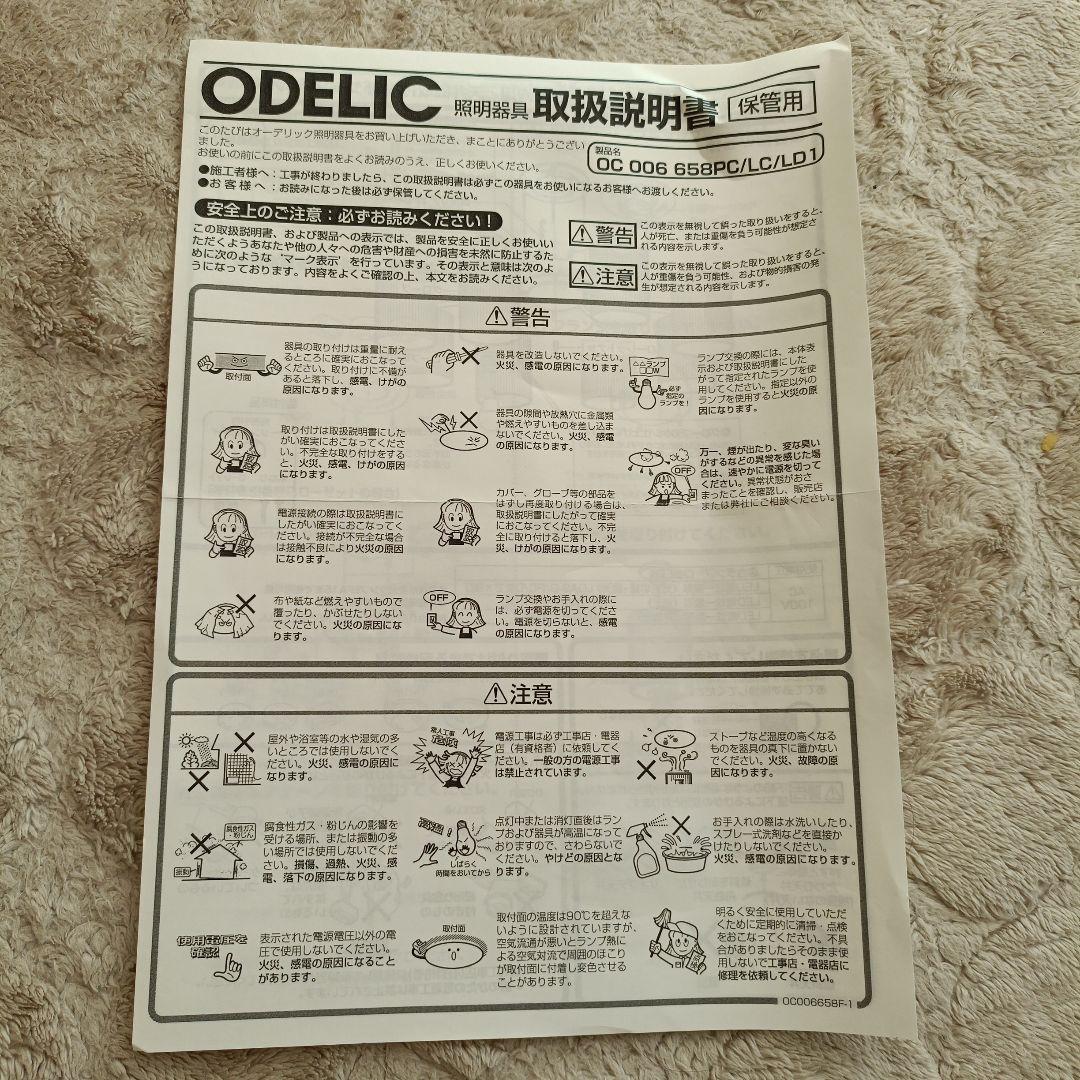 ODELIC 照明器具 取扱説明書 保管用
このたびはオーデリック照明器具をお買い上げいただき、まことにありがとうござい
ました。
お使いの前にこの取扱説明書をよくお読みのうえ、正しくお使いください。
製品名
OC 006 658PC/LC/LD1
●施工者様へ：工事が終わりましたら、この取扱説明書は必ずこの器具をお使いになるお客様へお渡しください。
●お客様へ：お読みになった後は必ず保管してください。
安全上のご注意：必ずお読みください！
この取扱説明書、および製品への表示では、製品を安全に正しくお使いい
ただくようあなたや他の人々への危害や財産への損害を未然に防止するた
めに次のような "マーク表示" を行っています。その表示と意味は次のよ
うになっております。内容をよくご確認の上、本文をお読みください。
警告
この表示を無視して誤った取り扱いをすると、
人が死亡、または重傷を負う可能性が想定さ
れる内容を示します。
注意
この表示を無視して誤った取り扱いをすると、
人が重傷を負う可能性、および物的損害の発
生が想定される内容を示します。
警告
取付面
器具の取り付けは重量に耐え
るところに確実におこなって
ください。取り付けに不備が
あると落下し、感電、けがの
原因になります。
取り付けは取扱説明書にした
がい確実におこなってくださ
い。不完全な取り付けをする
と、火災、感電、けがの原因
になります。
電源接続の際は取扱説明書に
したがい確実におこなってく
ださい。接続が不完全な場合
は接触不良により火災の原因
になります。
布や紙など燃えやすいもので
覆ったり、かぶせたりしない
でください。火災の原因にな
ります。
器具を改造しないでください。
火災、感電の原因になります。
器具の隙間や放熱穴に金属類
や燃えやすいものを差し込ま
ないでください。火災、感電
の原因になります。
カバー、グローブ等の部品を
はずし再度取り付ける場合は、
取扱説明書にしたがって確実
におこなってください。不完
全に取り付けると落下し、火
災、けがの原因になります。
OFF
ランプ交換やお手入れの際に
は、必ず電源を切ってくださ
い。電源を切らないと、感電
の原因になります。
△△ランプ
□□W
必ず
指定の
ランプを！
ランプ交換の際には、本体表
示および取扱説明書にした
がって指定されたランプを使
用してください。指定以外の
ランプを使用すると火災の原
因になります。
OFF
万一、煙が出たり、変な臭い
がするなどの異常を感じた場
合は、速やかに電源を切って
ください。異常状態がおさ
まったことを確認し、販売店
または弊社にご相談ください。
注意
屋外や浴室等の水や湿気の多
いところでは使用しないでく
ださい。火災、感電の原因に
なります。
腐食性ガス
・粉じん
振動
腐食性ガス・粉じんの影響を
受ける場所、または振動の多
い場所では使用しないでくだ
さい。損傷、過熱、火災、感
電、落下の原因になります。
使用電圧を
確認
表示された電源電圧以外の電
圧で使用しないでください。
火災、感電の原因になること
があります。
素人工事
電源工事は必ず工事店・電器
店（有資格者）に依頼してく
ださい。一般の方の電源工事
は禁止されています。
しばらく
時間をおいてから
点灯中または消灯直後はラン
プおよび器具が高温になって
おりますので、さわらないで
ください。やけどの原因とな
ります。
取付面
取付面の温度は90℃を超えな
いように設計されていますが、
空気流通が悪いとランプ熱に
よる空気対流で周囲のほこり
が取付面に付着し変色させる
ことがあります。
ストーブなど温度の高くなる
ものを器具の真下に置かない
でください。火災、故障の原
因になります。
お手入れの際は水洗いしたり、
スプレー式洗剤などを直接か
けたりしないでください。
火災、感電の原因になります。
明るく安全に使用していただ
くために定期的に清掃・点検
をおこなってください。不具
合がありましたらそのまま使
用しないで工事店・電器店に
修理を依頼してください。
OC006658F-1